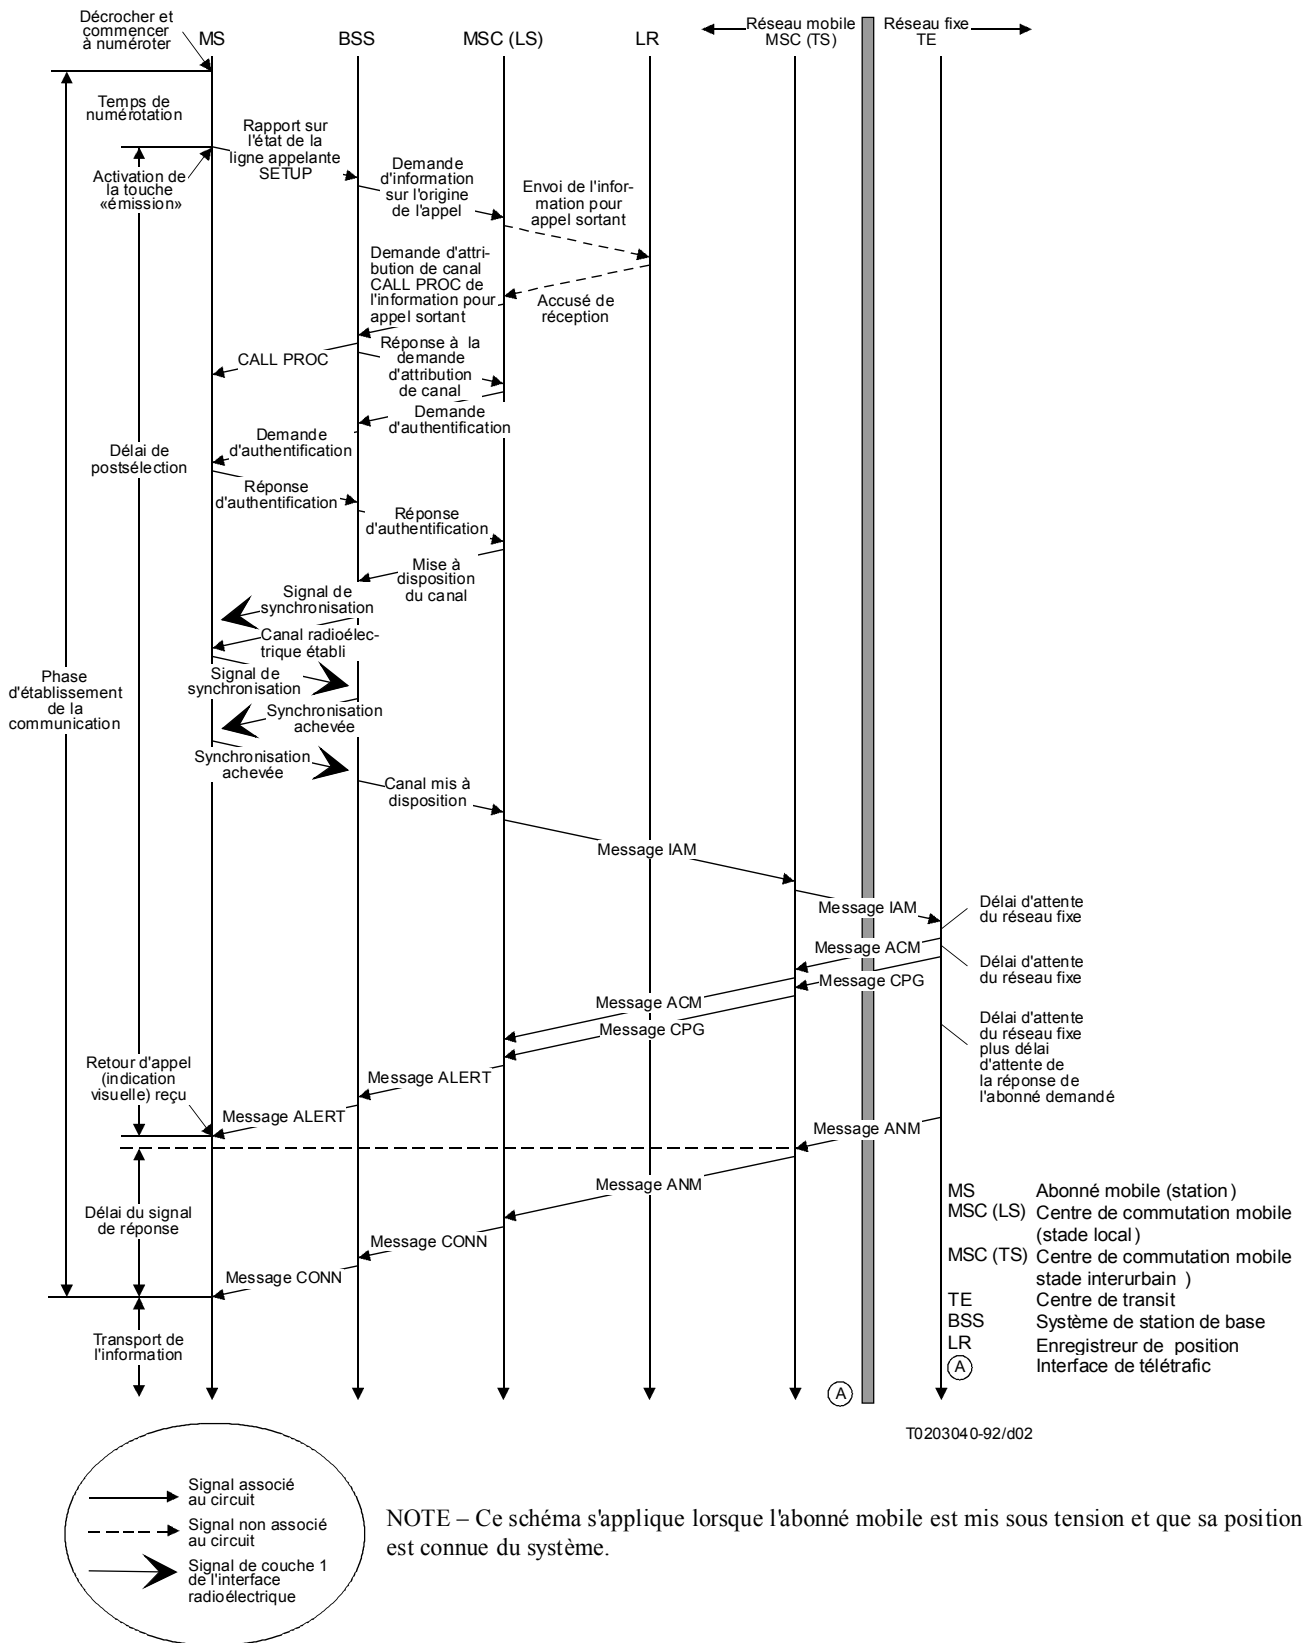 Décrocher et
commencer
à numéroter
MS
BSS
MSC (LS)
LR
Réseau mobile
MSC (TS)
Réseau fixe
TE
Temps de
numérotation
Rapport sur
l'état de la
ligne appelante
SETUP
Activation de
la touche
«émission»
Demande
d'information
sur l'origine
de l'appel
Envoi de l'infor-
mation pour
appel sortant
Demande d'attri-
bution de canal
CALL PROC de
l'information pour
appel sortant
Accusé de
réception
CALL PROC
Réponse à la
demande
d'attribution
de canal
Demande
d'authentification
Demande
d'authentification
Délai de
postsélection
Réponse
d'authentification
Réponse
d'authentification
Mise à
disposition
du canal
Signal de
synchronisation
Canal radioélec-
trique établi
Signal de
synchronisation
Phase
d'établissement
de la
communication
Synchronisation
achevée
Synchronisation
achevée
Canal mis à
disposition
Message IAM
Message IAM
Délai d'attente
du réseau fixe
Message ACM
Délai d'attente
du réseau fixe
Message CPG
Message ACM
Message CPG
Délai d'attente
du réseau fixe
plus délai
d'attente de
la réponse de
l'abonné demandé
Retour d'appel
(indication
visuelle) reçu
Message ALERT
Message ALERT
Message ANM
Message ANM
Délai du signal
de réponse
Message CONN
Message CONN
Transport de
l'information
MS Abonné mobile (station)
MSC (LS) Centre de commutation mobile
(stade local)
MSC (TS) Centre de commutation mobile
stade interurbain )
TE Centre de transit
BSS Système de station de base
LR Enregistreur de position
A Interface de télétrafic
A
T0203040-92/d02
Signal associé
au circuit
Signal non associé
au circuit
Signal de couche 1
de l'interface
radioélectrique
NOTE – Ce schéma s'applique lorsque l'abonné mobile est mis sous tension et que sa position
est connue du système.